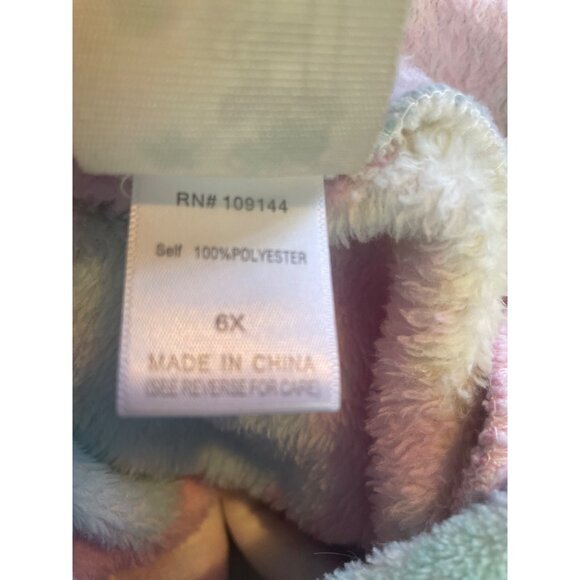 RN# 109144
Self 100%POLYESTER
6X
MADE IN CHINA
(SEE REVERSE FOR CARE)